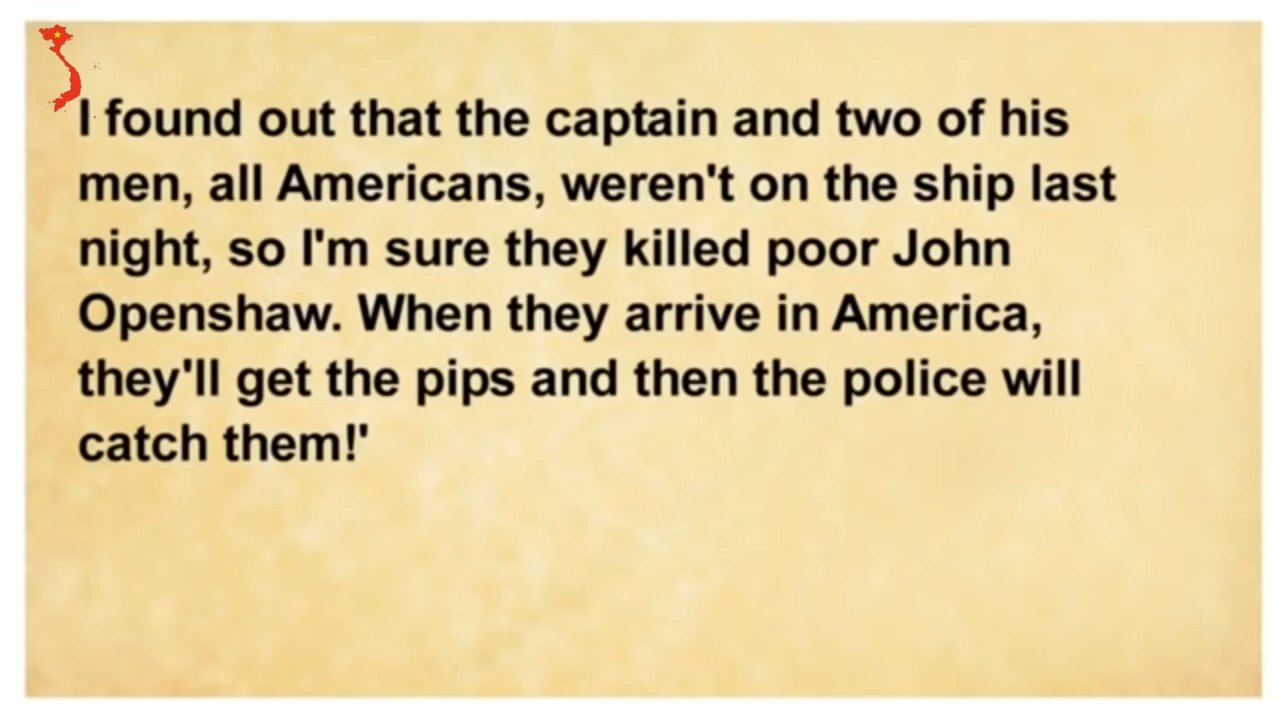 I found out that the captain and two of his
men, all Americans, weren't on the ship last
night, so I'm sure they killed poor John
Openshaw. When they arrive in America,
they'll get the pips and then the police will
catch them!'